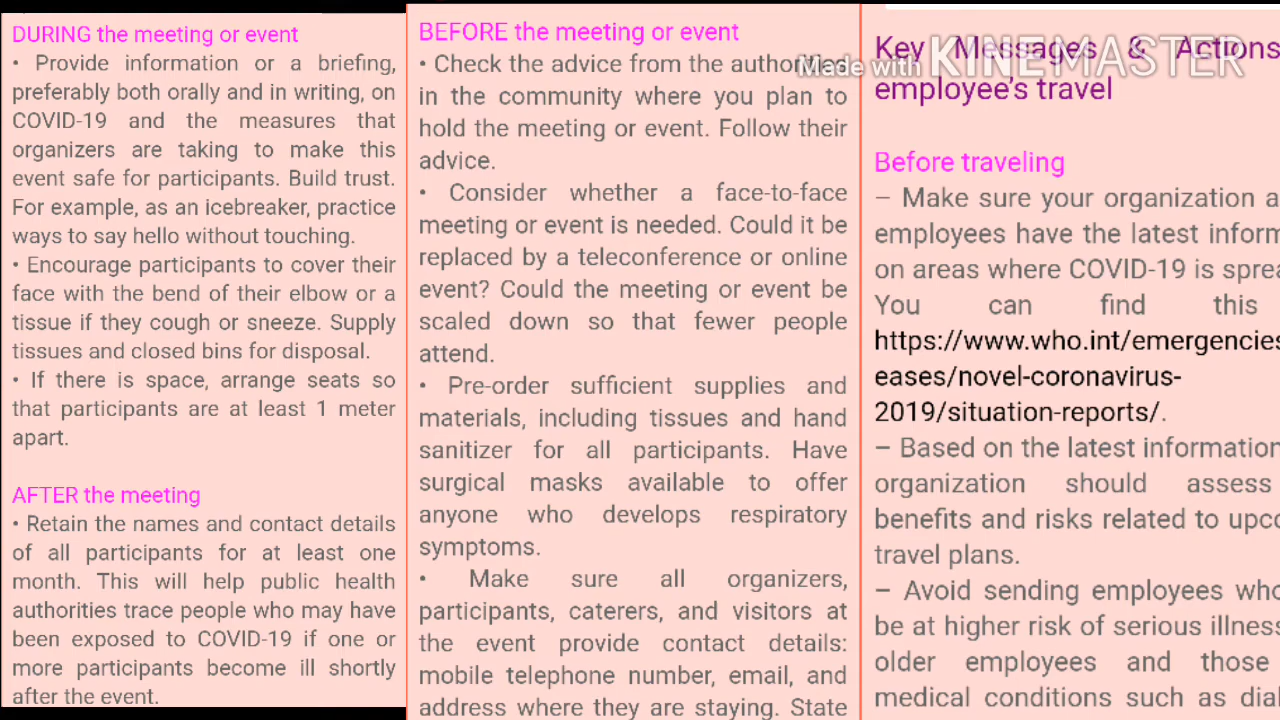 DURING the meeting or event
• Provide information or a briefing,
preferably both orally and in writing, on
COVID-19 and the measures that
organizers are taking to make this
event safe for participants. Build trust.
For example, as an icebreaker, practice
ways to say hello without touching.
• Encourage participants to cover their
face with the bend of their elbow or a
tissue if they cough or sneeze. Supply
tissues and closed bins for disposal.
• If there is space, arrange seats so
that participants are at least 1 meter
apart.
AFTER the meeting
• Retain the names and contact details
of all participants for at least one
month. This will help public health
authorities trace people who may have
been exposed to COVID-19 if one or
more participants become ill shortly
after the event.
BEFORE the meeting or event
• Check the advice from the authorities
in the community where you plan to
hold the meeting or event. Follow their
advice.
• Consider whether a face-to-face
meeting or event is needed. Could it be
replaced by a teleconference or online
event? Could the meeting or event be
scaled down so that fewer people
attend.
• Pre-order sufficient supplies and
materials, including tissues and hand
sanitizer for all participants. Have
surgical masks available to offer
anyone who develops respiratory
symptoms.
• Make sure all organizers,
participants, caterers, and visitors at
the event provide contact details:
mobile telephone number, email, and
address where they are staying. State
Made with KINEMASTER
Key Messages & Actions
employee's travel
Before traveling
– Make sure your organization a
employees have the latest inform
on areas where COVID-19 is sprea
You can find this
https://www.who.int/emergencies
eases/novel-coronavirus-
2019/situation-reports/.
– Based on the latest information
organization should assess
benefits and risks related to upco
travel plans.
– Avoid sending employees who
be at higher risk of serious illness
older employees and those
medical conditions such as dia